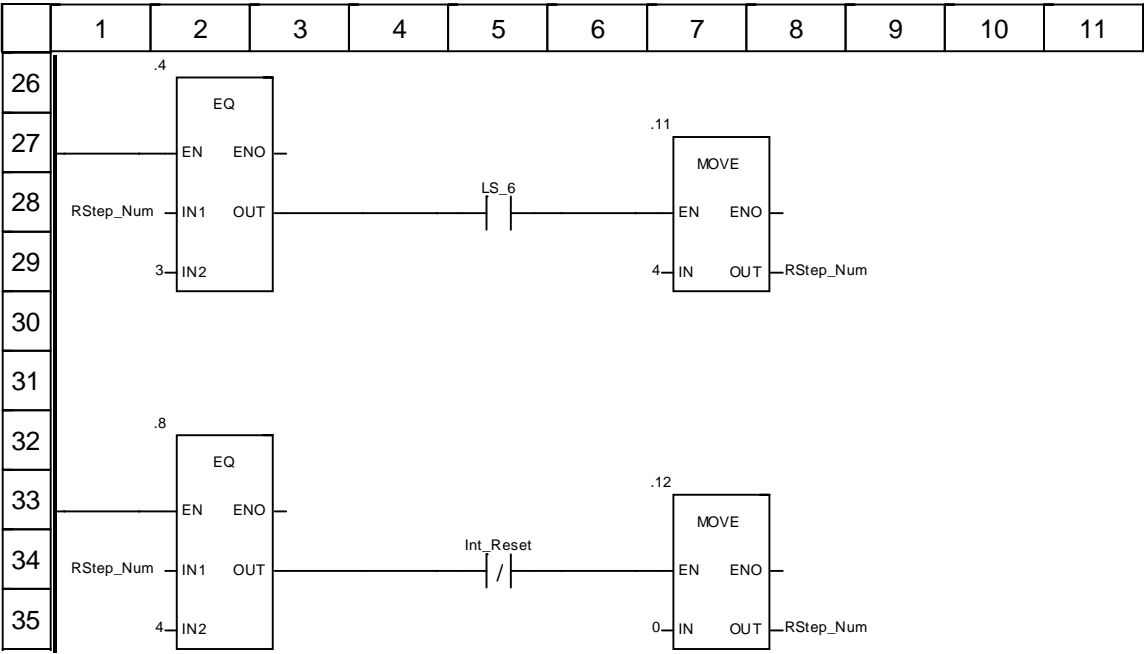 1 2 3 4 5 6 7 8 9 10 11
26
.4
EQ
27
.11
EN ENO
MOVE
28
LS_6
RStep_Num IN1 OUT
EN ENO
29
3 IN2
4 IN OUT RStep_Num
30
31
.8
32
EQ
33
.12
EN ENO
MOVE
34
Int_Reset
RStep_Num IN1 OUT
/
EN ENO
35
4 IN2
0 IN OUT RStep_Num